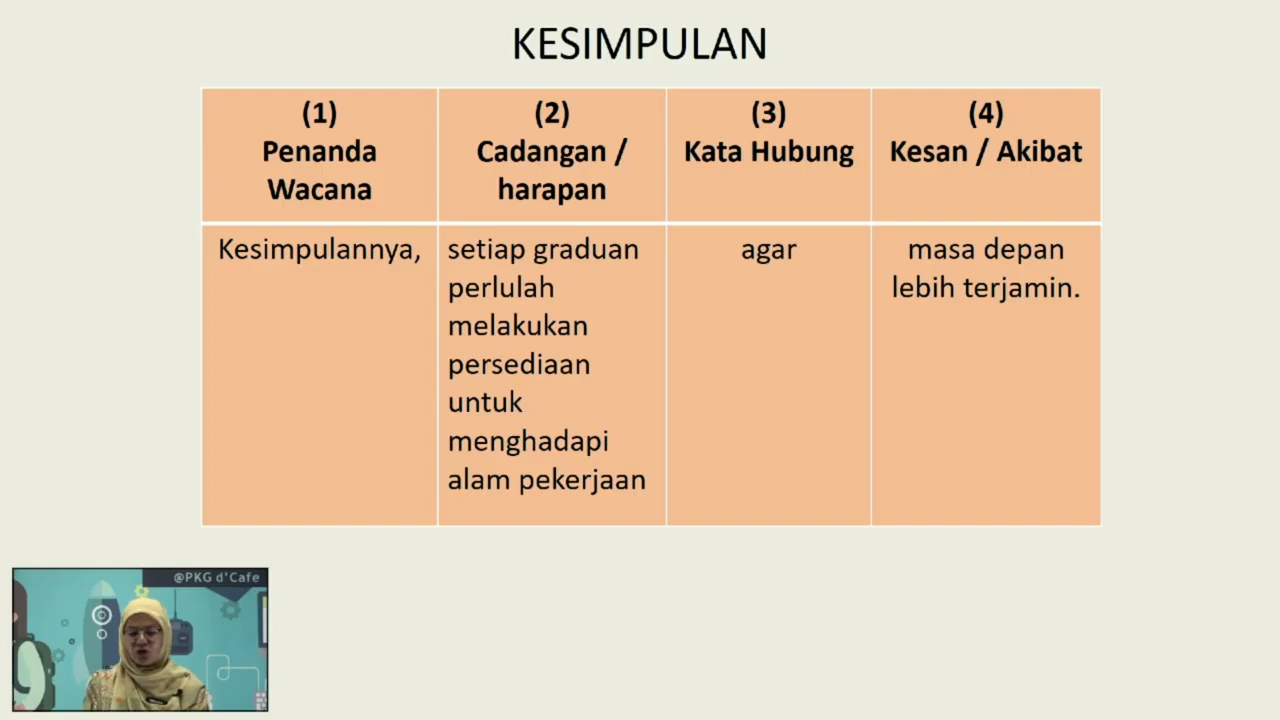 KESIMPULAN
(1)
Penanda
Wacana
(2)
Cadangan /
harapan
(3)
Kata Hubung
(4)
Kesan / Akibat
Kesimpulannya,
setiap graduan
perlulah
melakukan
persediaan
untuk
menghadapi
alam pekerjaan
agar
masa depan
lebih terjamin.
@PKG d'Cafe